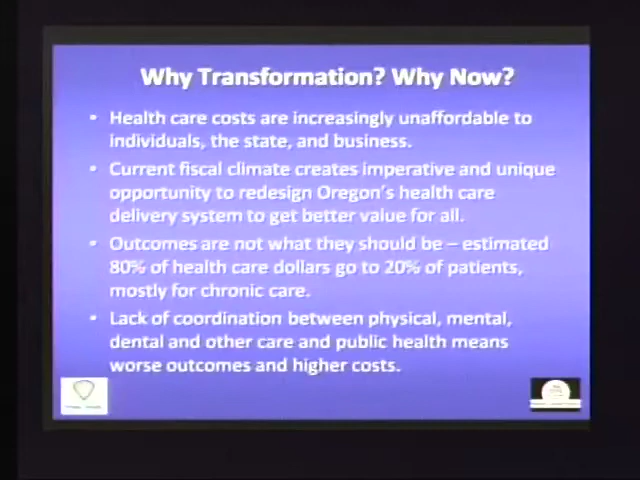 Why Transformation? Why Now?
• Health care costs are increasingly unaffordable to
individuals, the state, and business.
• Current fiscal climate creates imperative and unique
opportunity to redesign Oregon's health care
delivery system to get better value for all.
• Outcomes are not what they should be – estimated
80% of health care dollars go to 20% of patients,
mostly for chronic care.
• Lack of coordination between physical, mental,
dental and other care and public health means
worse outcomes and higher costs.